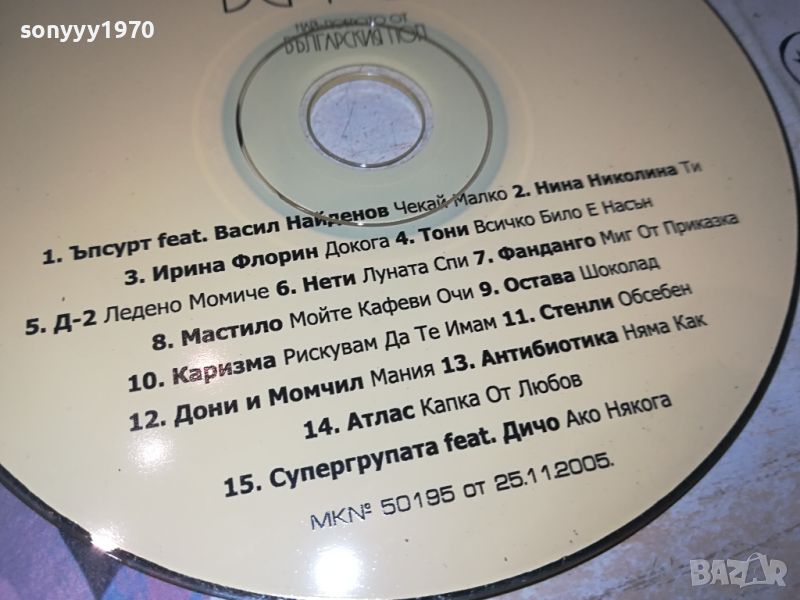 sonyyy1970
БЪЛГАРСКИЯ ПОП
1. Ъпсурт feat. Васил Найденов Чекай Малко 2. Нина Николина Ти
3. Ирина Флорин Докога 4. Тони Всичко Било Е Насън
5. Д-2 Ледено Момиче 6. Нети Луната Спи 7. Фанданго Миг От Приказка
8. Мастило Мойте Кафеви Очи 9. Остава Шоколад
10. Каризма Рискувам Да Те Имам 11. Стенли Обсебен
12. Дони и Момчил Мания 13. Антибиотика Няма Как
14. Атлас Капка От Любов
15. Супергрупата feat. Дичо Ако Някога
МК№ 50195 от 25.11.2005.
BAZAR